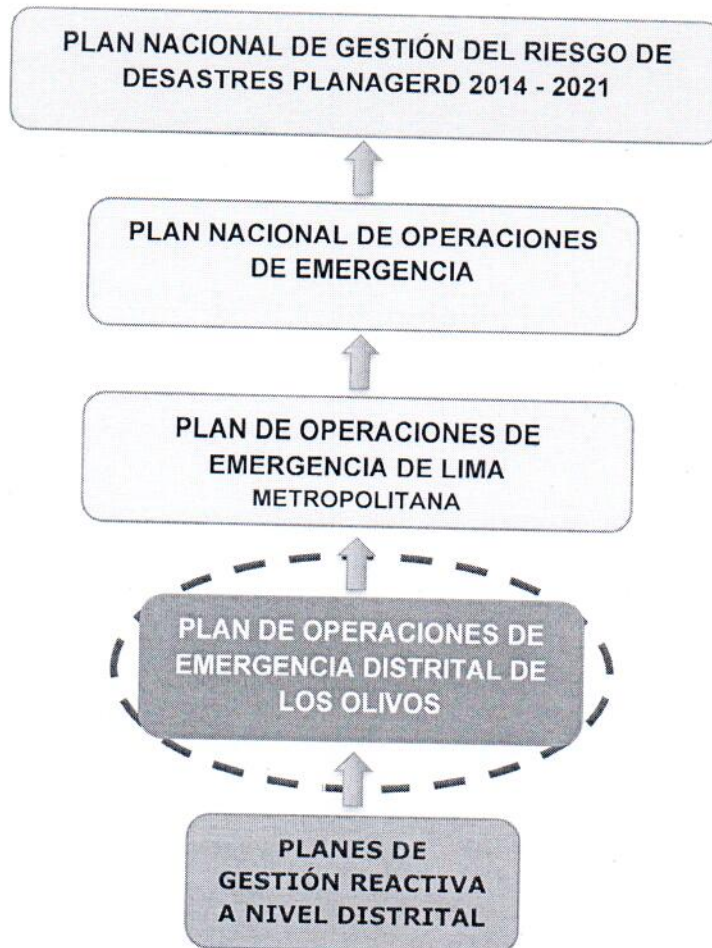 PLAN NACIONAL DE GESTIÓN DEL RIESGO DE
DESASTRES PLANAGERD 2014 - 2021
PLAN NACIONAL DE OPERACIONES
DE EMERGENCIA
PLAN DE OPERACIONES DE
EMERGENCIA DE LIMA
METROPOLITANA
PLAN DE OPERACIONES DE
EMERGENCIA DISTRITAL DE
LOS OLIVOS
PLANES DE
GESTIÓN REACTIVA
A NIVEL DISTRITAL